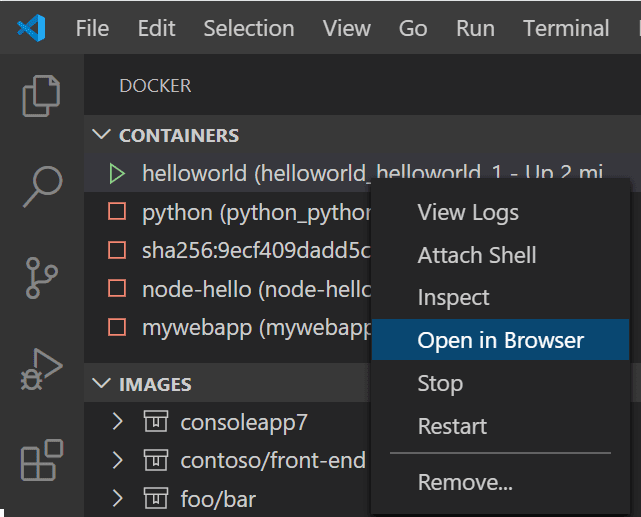 File Edit Selection View Go Run Terminal
DOCKER
CONTAINERS
helloworld (helloworld_helloworld_1 - Up 2 mi
python (python_python
sha256:9ecf409dadd5c
node-hello (node-hello
mywebapp (mywebapp
View Logs
Attach Shell
Inspect
Open in Browser
Stop
Restart
Remove...
IMAGES
consoleapp7
contoso/front-end
foo/bar